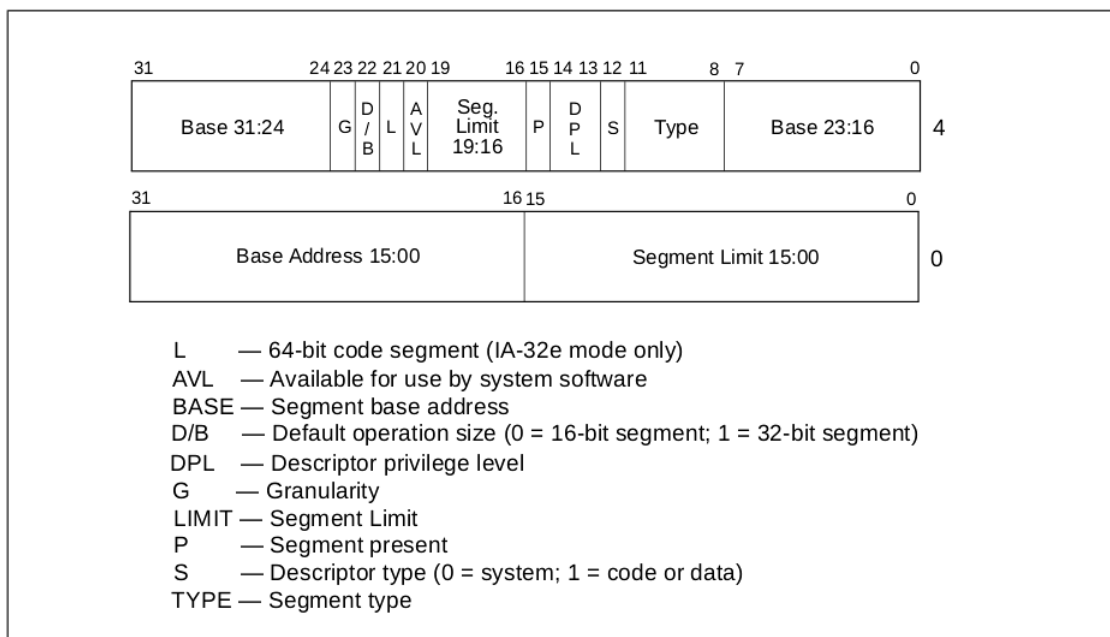 31 24 23 22 21 20 19 16 15 14 13 12 11 8 7 0
Base 31:24 G D/B L AVL Seg. Limit 19:16 P DPL S Type Base 23:16 4
31 16 15 0
Base Address 15:00 Segment Limit 15:00 0
L — 64-bit code segment (IA-32e mode only)
AVL — Available for use by system software
BASE — Segment base address
D/B — Default operation size (0 = 16-bit segment; 1 = 32-bit segment)
DPL — Descriptor privilege level
G — Granularity
LIMIT — Segment Limit
P — Segment present
S — Descriptor type (0 = system; 1 = code or data)
TYPE — Segment type